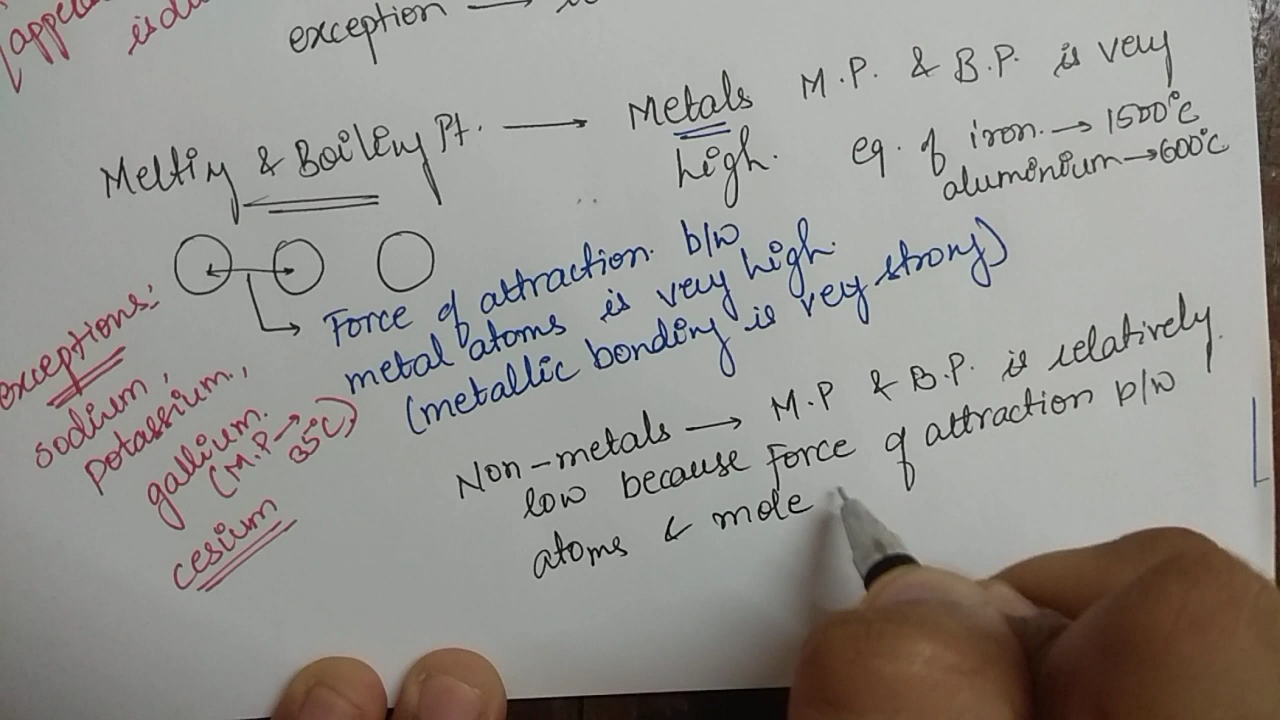 exception →
Melting & Boiling Pt. → Metals M.P. & B.P. is very
high. eg. of iron. → 1500°C
aluminium → 600°C
Force of attraction. b/w
metal atoms is very high.
(metallic bonding is very strong)
exceptions:
sodium,
potassium.,
gallium.
(M.P →
35°C)
cesium
Non-metals → M.P & B.P. is relatively.
low because force of attraction b/w
atoms & mole